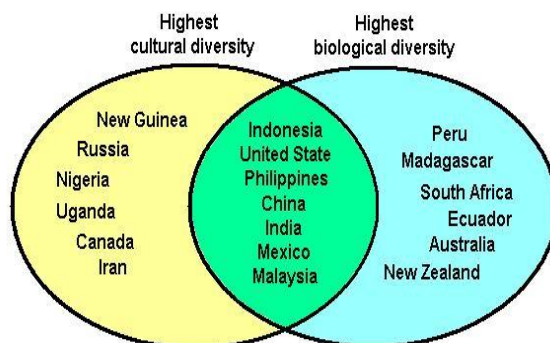 Highest
cultural diversity
Highest
biological diversity
New Guinea
Russia
Nigeria
Uganda
Canada
Iran
Indonesia
United State
Philippines
China
India
Mexico
Malaysia
Peru
Madagascar
South Africa
Ecuador
Australia
New Zealand